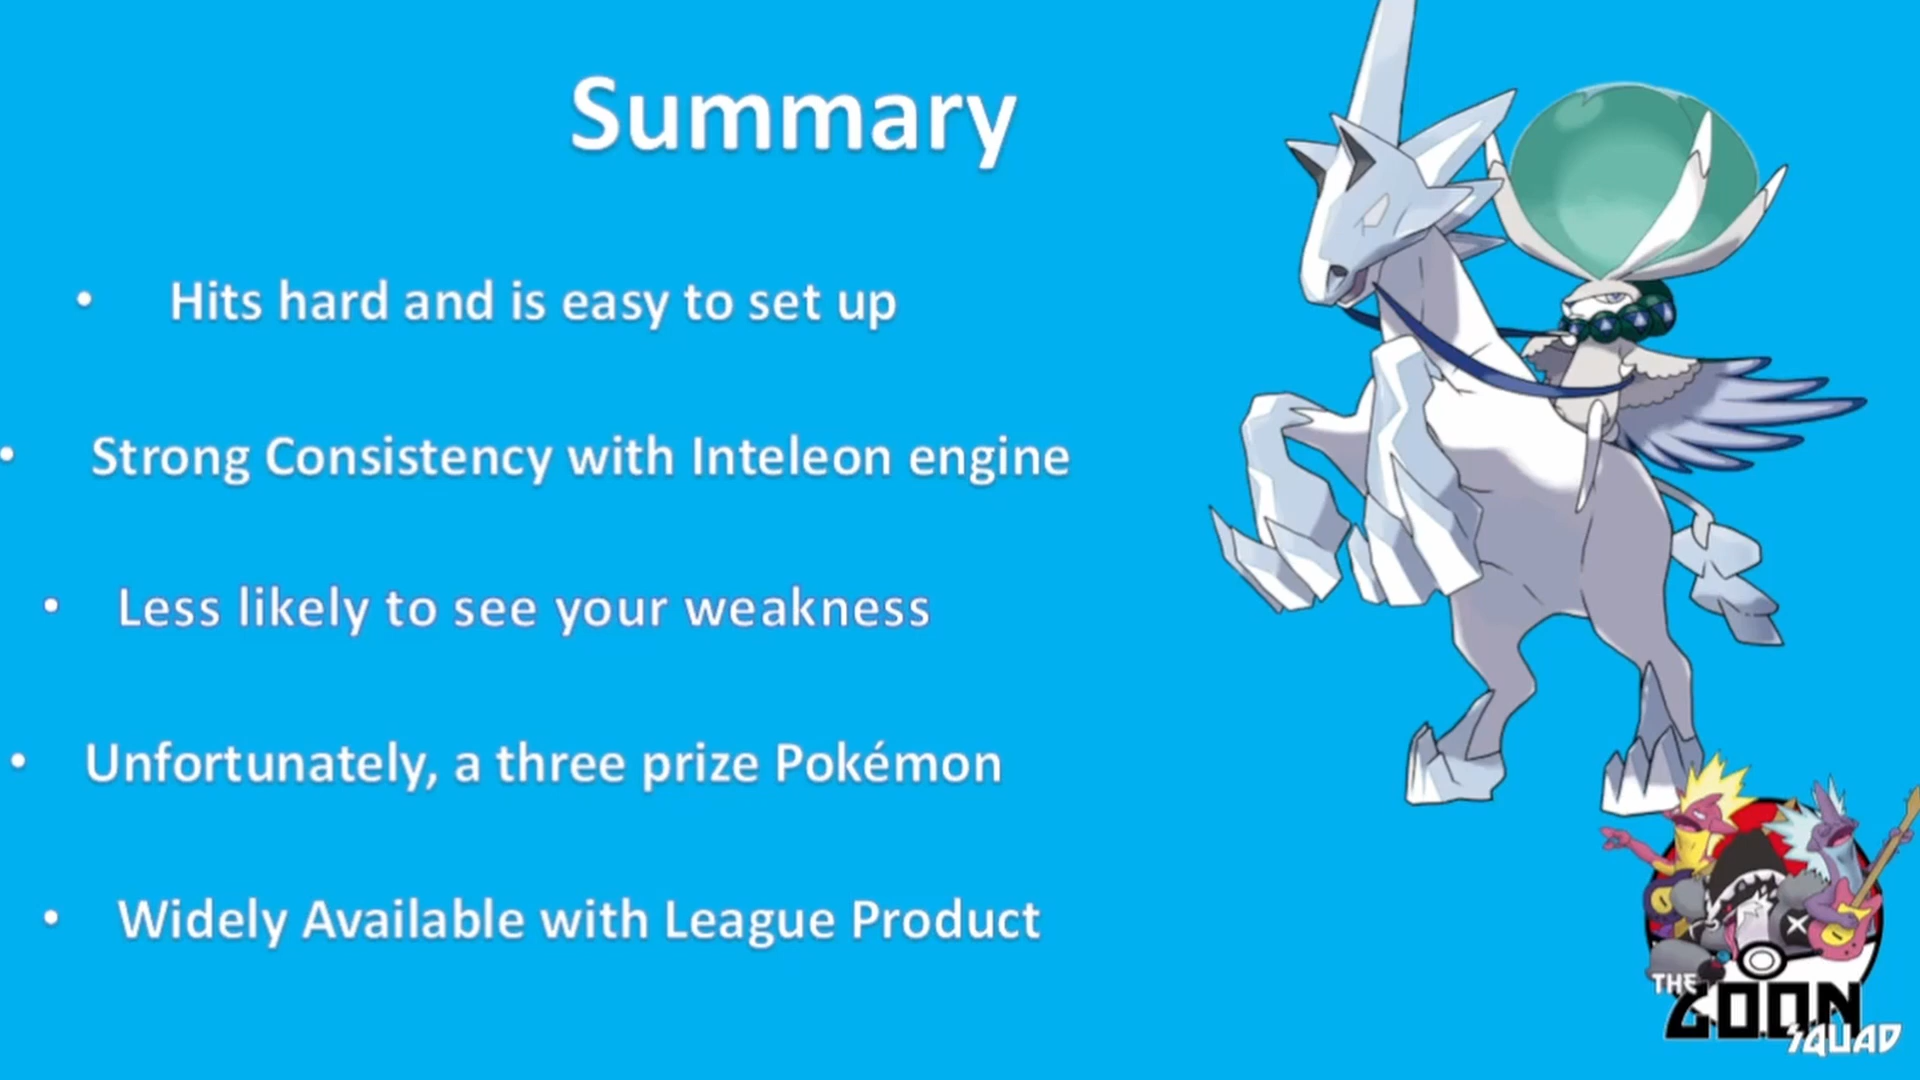 Summary
• Hits hard and is easy to set up
• Strong Consistency with Inteleon engine
• Less likely to see your weakness
• Unfortunately, a three prize Pokémon
• Widely Available with League Product
THE
ZOON
SQUAD